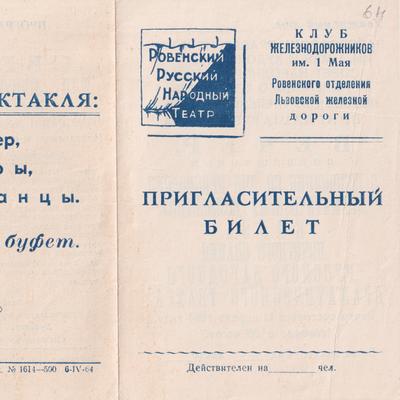 КТАКЛЯ:
ер,
ры,
анцы.
буфет.
№ 1614—500 6-IV-64
64
Ровенский
Русский
Народный
Театр
КЛУБ
ЖЕЛЕЗНОДОРОЖНИКОВ
им. 1 Мая
Ровенского отделения
Львовской железной
дороги
ПРИГЛАСИТЕЛЬНЫЙ
БИЛЕТ
Действителен на______ чел.